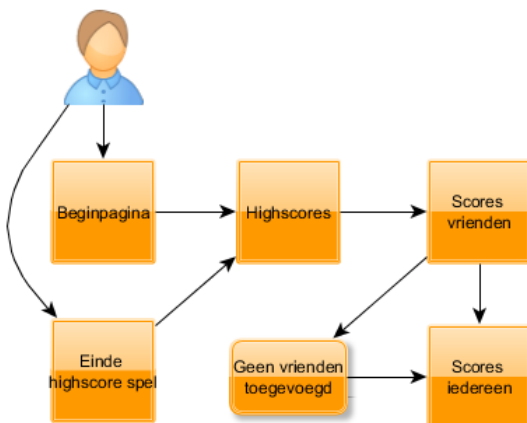 Beginpagina
Highscores
Scores
vrienden
Einde
highscore spel
Geen vrienden
toegevoegd
Scores
iedereen